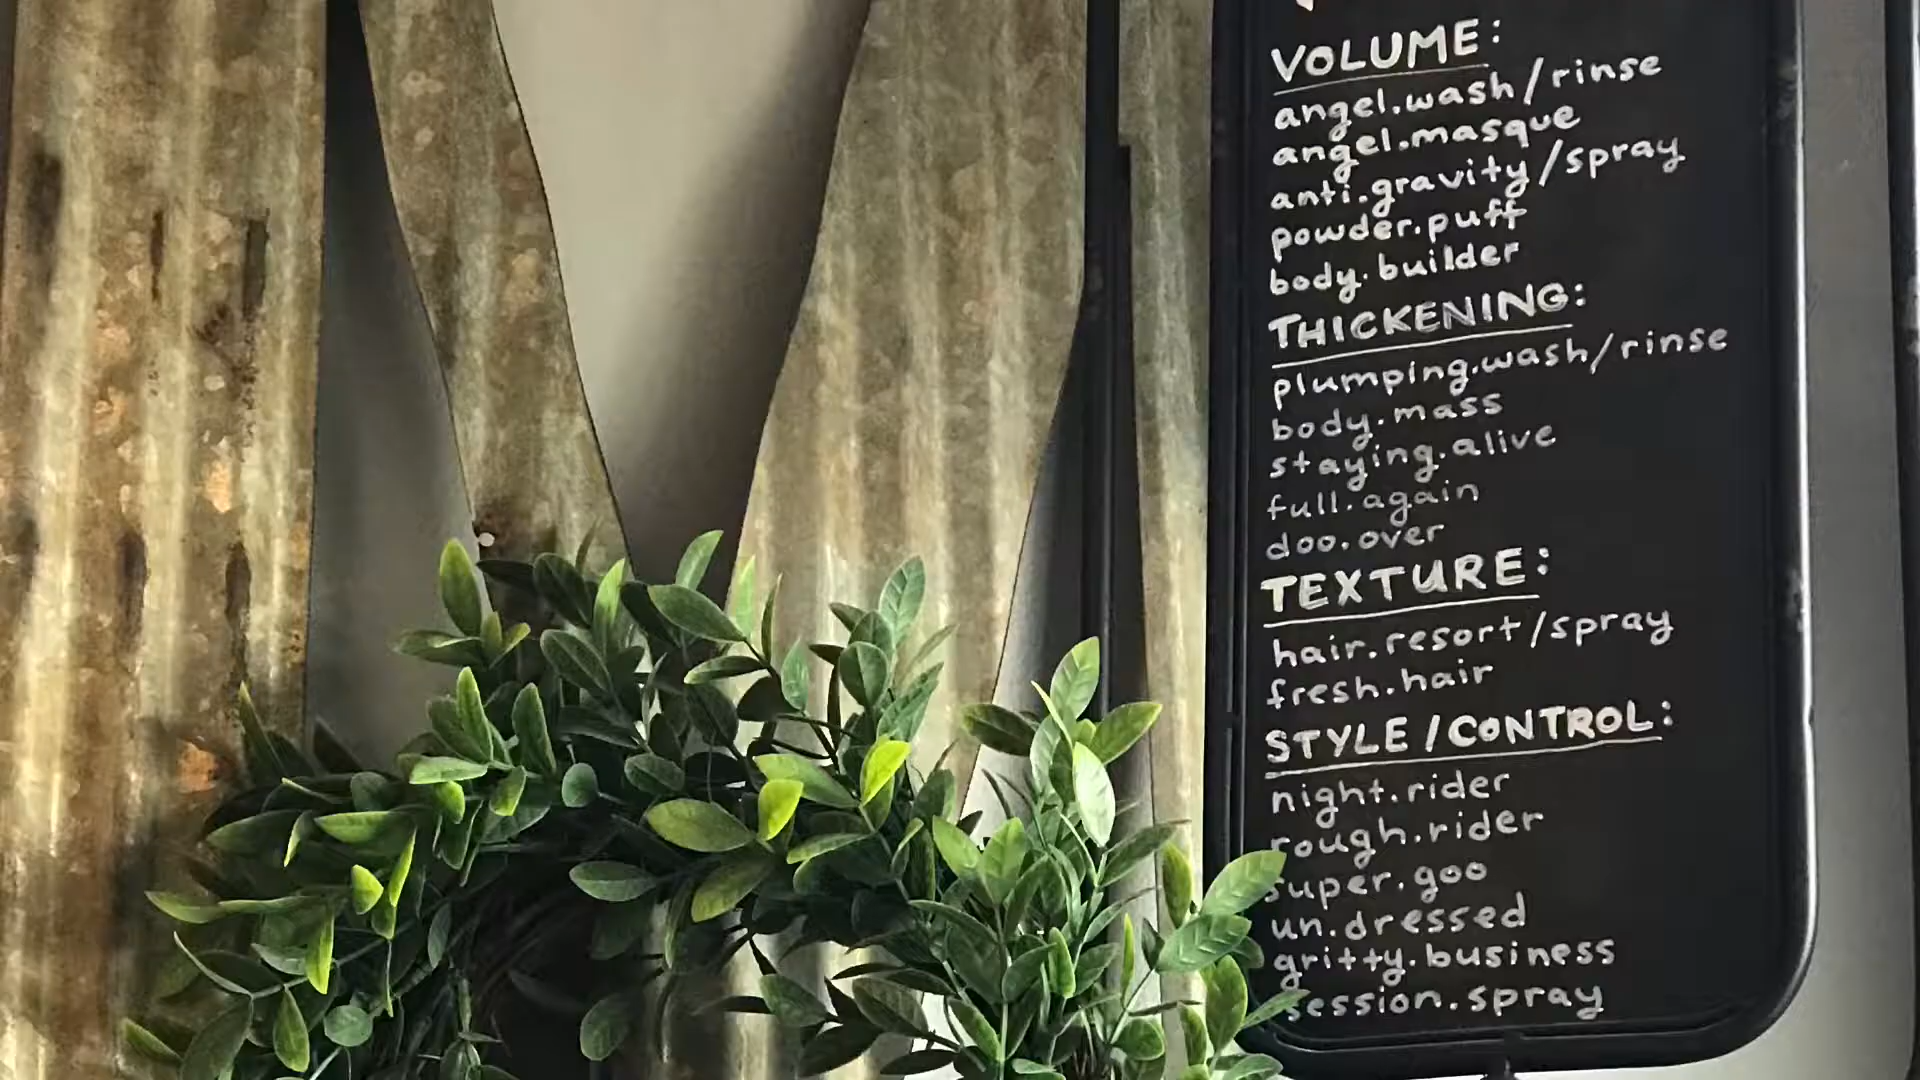 VOLUME:
angel.wash/rinse
angel.masque
anti.gravity/spray
powder.puff
body.builder
THICKENING:
plumping.wash/rinse
body.mass
staying.alive
full.again
doo.over
TEXTURE:
hair.resort/spray
fresh.hair
STYLE/CONTROL:
night.rider
rough.rider
super.goo
un.dressed
gritty.business
session.spray